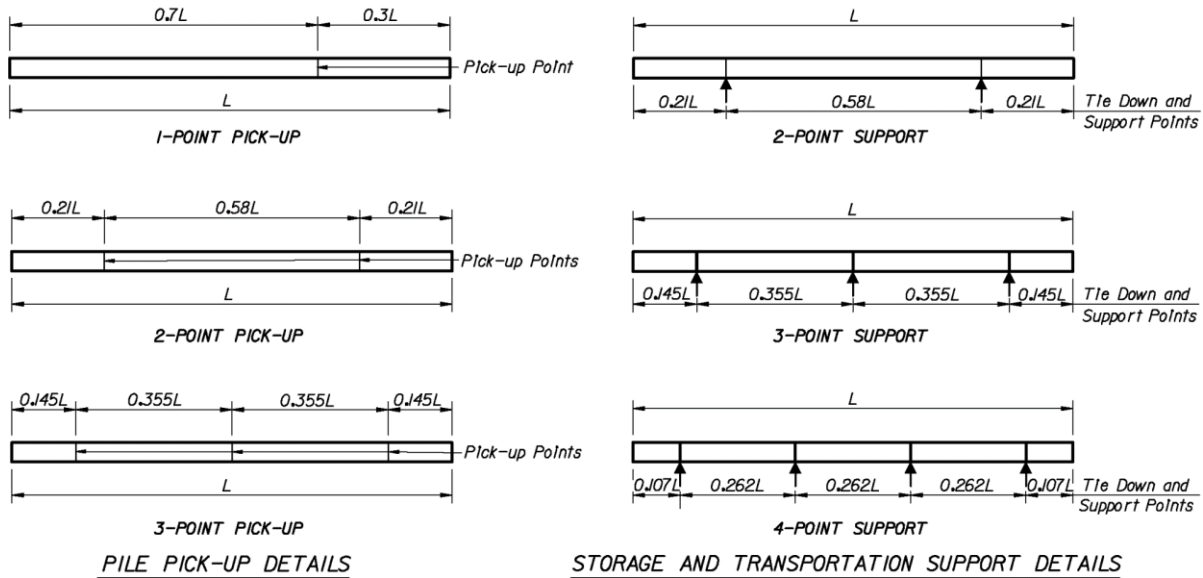 0.7L 0.3L
Pick-up Point
L
1-POINT PICK-UP
0.21L 0.58L 0.21L
Pick-up Points
L
2-POINT PICK-UP
0.145L 0.355L 0.355L 0.145L
Pick-up Points
L
3-POINT PICK-UP
PILE PICK-UP DETAILS
L
0.21L 0.58L 0.21L
Tie Down and
Support Points
2-POINT SUPPORT
L
0.145L 0.355L 0.355L 0.145L
Tie Down and
Support Points
3-POINT SUPPORT
L
0.107L 0.262L 0.262L 0.262L 0.107L
Tie Down and
Support Points
4-POINT SUPPORT
STORAGE AND TRANSPORTATION SUPPORT DETAILS